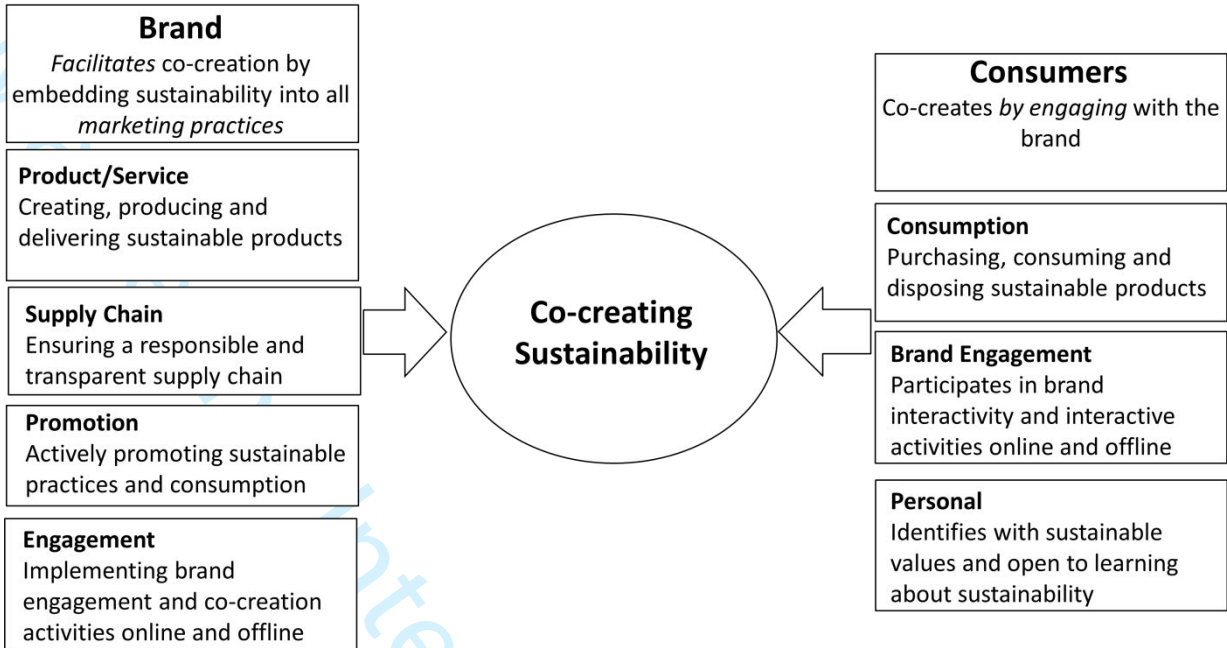 Brand
Facilitates co-creation by
embedding sustainability into all
marketing practices
Product/Service
Creating, producing and
delivering sustainable products
Supply Chain
Ensuring a responsible and
transparent supply chain
Promotion
Actively promoting sustainable
practices and consumption
Engagement
Implementing brand
engagement and co-creation
activities online and offline
Co-creating
Sustainability
Consumers
Co-creates by engaging with the
brand
Consumption
Purchasing, consuming and
disposing sustainable products
Brand Engagement
Participates in brand
interactivity and interactive
activities online and offline
Personal
Identifies with sustainable
values and open to learning
about sustainability